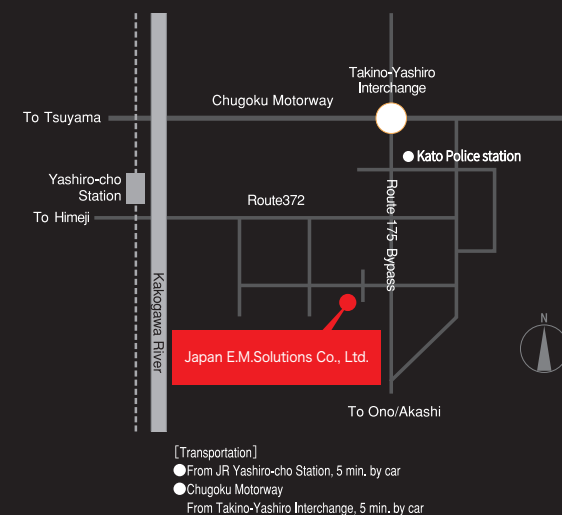 Takino-Yashiro
Interchange
Chugoku Motorway
To Tsuyama
Kato Police station
Yashiro-cho
Station
Route372
To Himeji
Route 175 Bypass
Kakogawa River
N
Japan E.M.Solutions Co., Ltd.
To Ono/Akashi
[Transportation]
●From JR Yashiro-cho Station, 5 min. by car
●Chugoku Motorway
From Takino-Yashiro Interchange, 5 min. by car